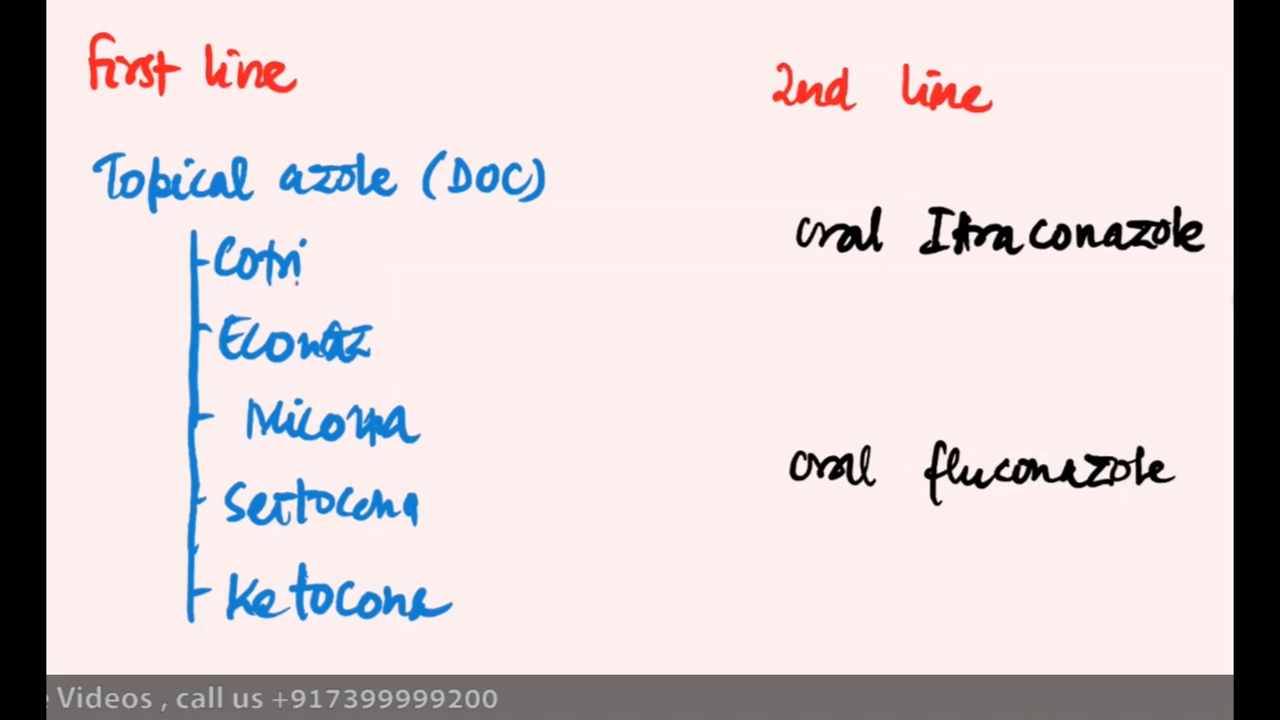 First line
2nd line
Topical azole (DOC)
Cotri
oral Itraconazole
Econaz
Micona
Sertocona
oral fluconazole
Ketocona
e Videos , call us +917399999200